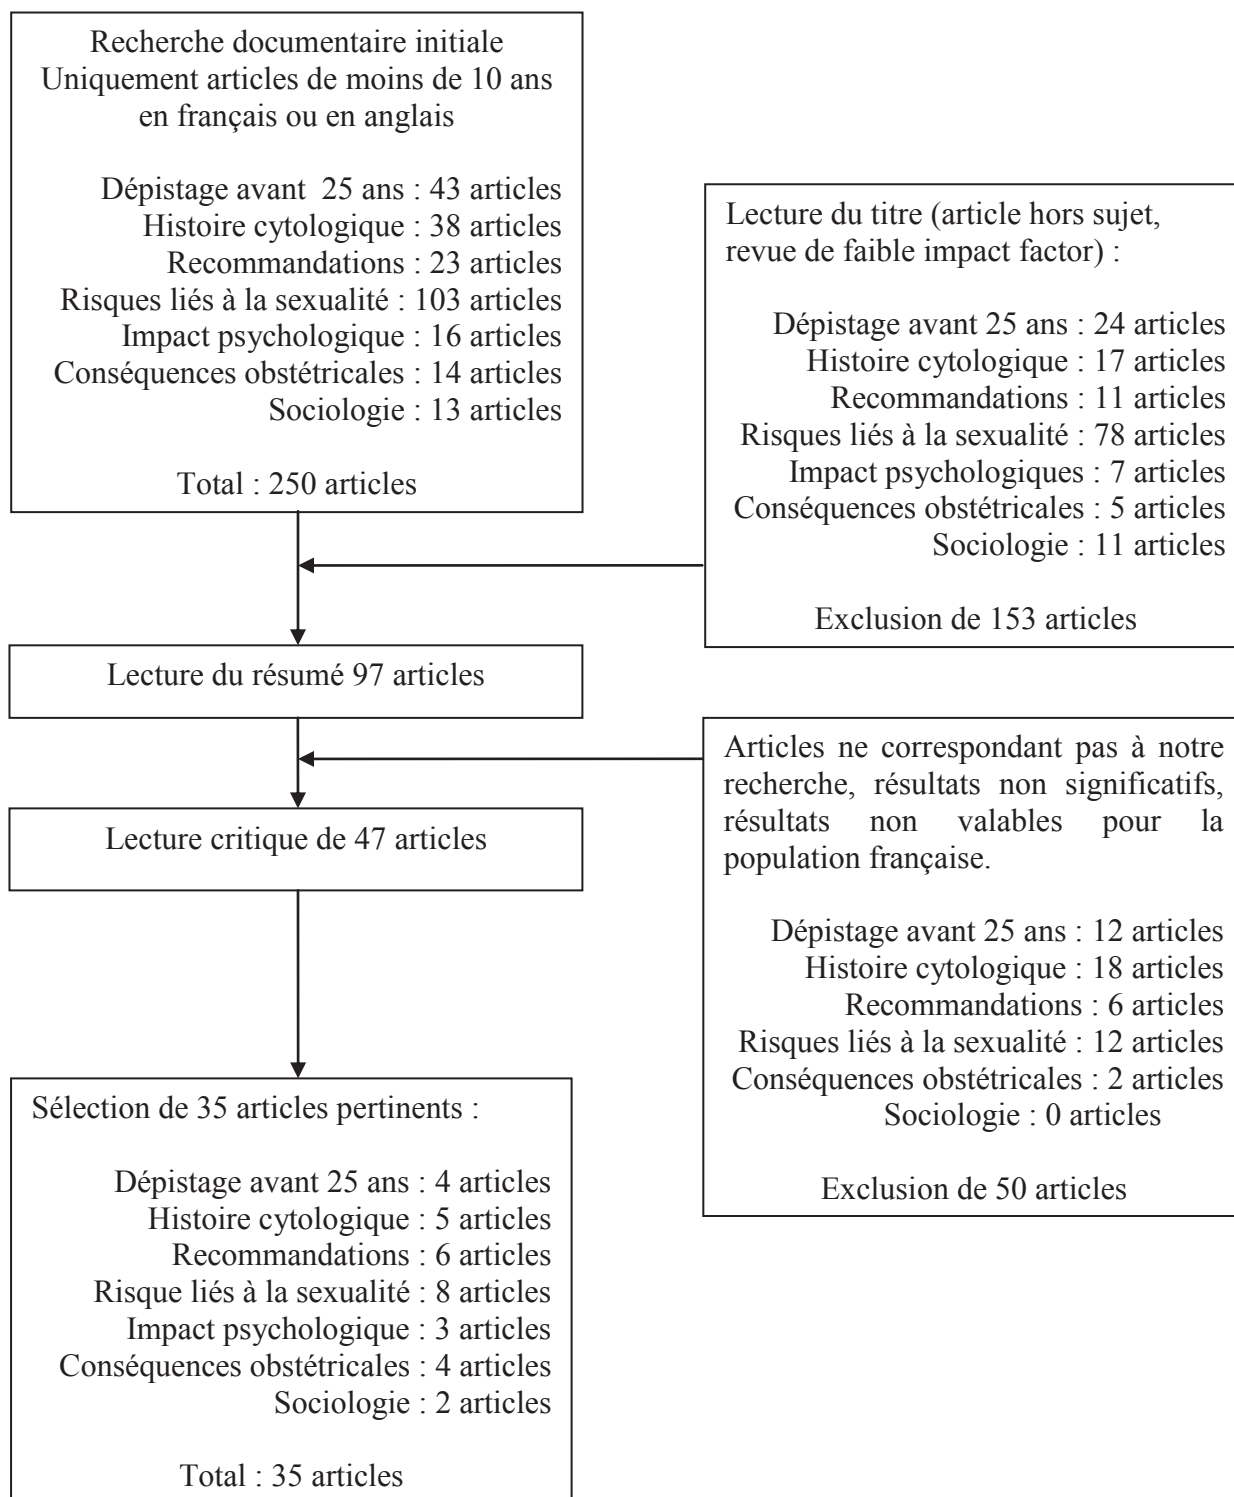 Recherche documentaire initiale
Uniquement articles de moins de 10 ans
en français ou en anglais
Dépistage avant 25 ans : 43 articles
Histoire cytologique : 38 articles
Recommandations : 23 articles
Risques liés à la sexualité : 103 articles
Impact psychologique : 16 articles
Conséquences obstétricales : 14 articles
Sociologie : 13 articles
Total : 250 articles
Lecture du titre (article hors sujet,
revue de faible impact factor) :
Dépistage avant 25 ans : 24 articles
Histoire cytologique : 17 articles
Recommandations : 11 articles
Risques liés à la sexualité : 78 articles
Impact psychologiques : 7 articles
Conséquences obstétricales : 5 articles
Sociologie : 11 articles
Exclusion de 153 articles
Lecture du résumé 97 articles
Articles ne correspondant pas à notre
recherche, résultats non significatifs,
résultats non valables pour la
population française.
Dépistage avant 25 ans : 12 articles
Histoire cytologique : 18 articles
Recommandations : 6 articles
Risques liés à la sexualité : 12 articles
Conséquences obstétricales : 2 articles
Sociologie : 0 articles
Exclusion de 50 articles
Lecture critique de 47 articles
Sélection de 35 articles pertinents :
Dépistage avant 25 ans : 4 articles
Histoire cytologique : 5 articles
Recommandations : 6 articles
Risque liés à la sexualité : 8 articles
Impact psychologique : 3 articles
Conséquences obstétricales : 4 articles
Sociologie : 2 articles
Total : 35 articles